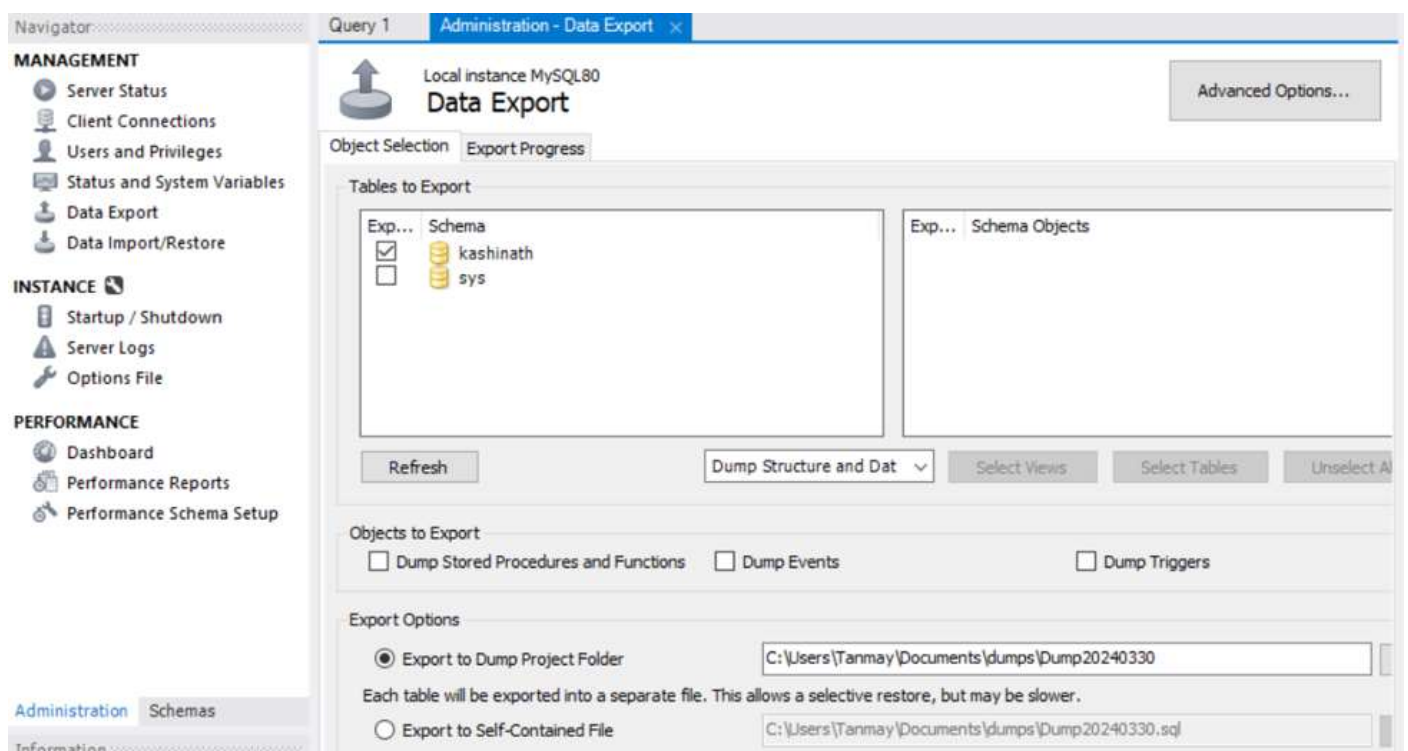 Navigator
MANAGEMENT
Server Status
Client Connections
Users and Privileges
Status and System Variables
Data Export
Data Import/Restore
INSTANCE
Startup / Shutdown
Server Logs
Options File
PERFORMANCE
Dashboard
Performance Reports
Performance Schema Setup
Administration Schemas
Information
Query 1 Administration - Data Export ×
Local instance MySQL80
Data Export
Advanced Options...
Object Selection Export Progress
Tables to Export
Exp... Schema
kashinath
sys
Exp... Schema Objects
Refresh Dump Structure and Dat Select Views Select Tables Unselect A
Objects to Export
Dump Stored Procedures and Functions Dump Events Dump Triggers
Export Options
Export to Dump Project Folder C:\Users\Tanmay\Documents\dumps\Dump20240330
Each table will be exported into a separate file. This allows a selective restore, but may be slower.
Export to Self-Contained File C:\Users\Tanmay\Documents\dumps\Dump20240330.sql